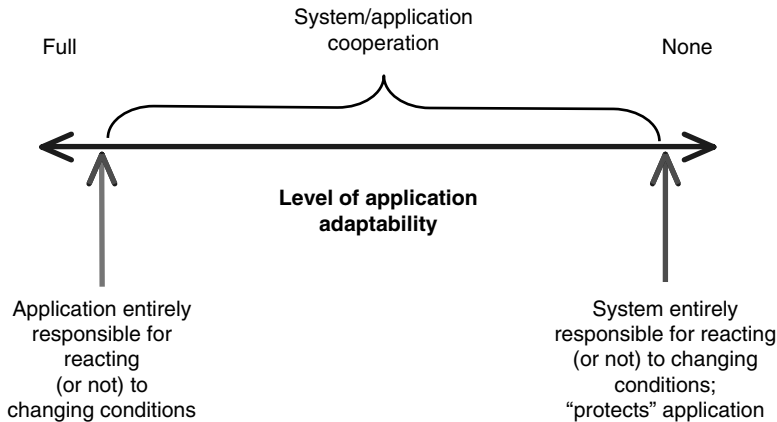 System/application
cooperation
Full
None
Level of application
adaptability
Application entirely
responsible for
reacting
(or not) to
changing conditions
System entirely
responsible for reacting
(or not) to changing
conditions;
“protects” application